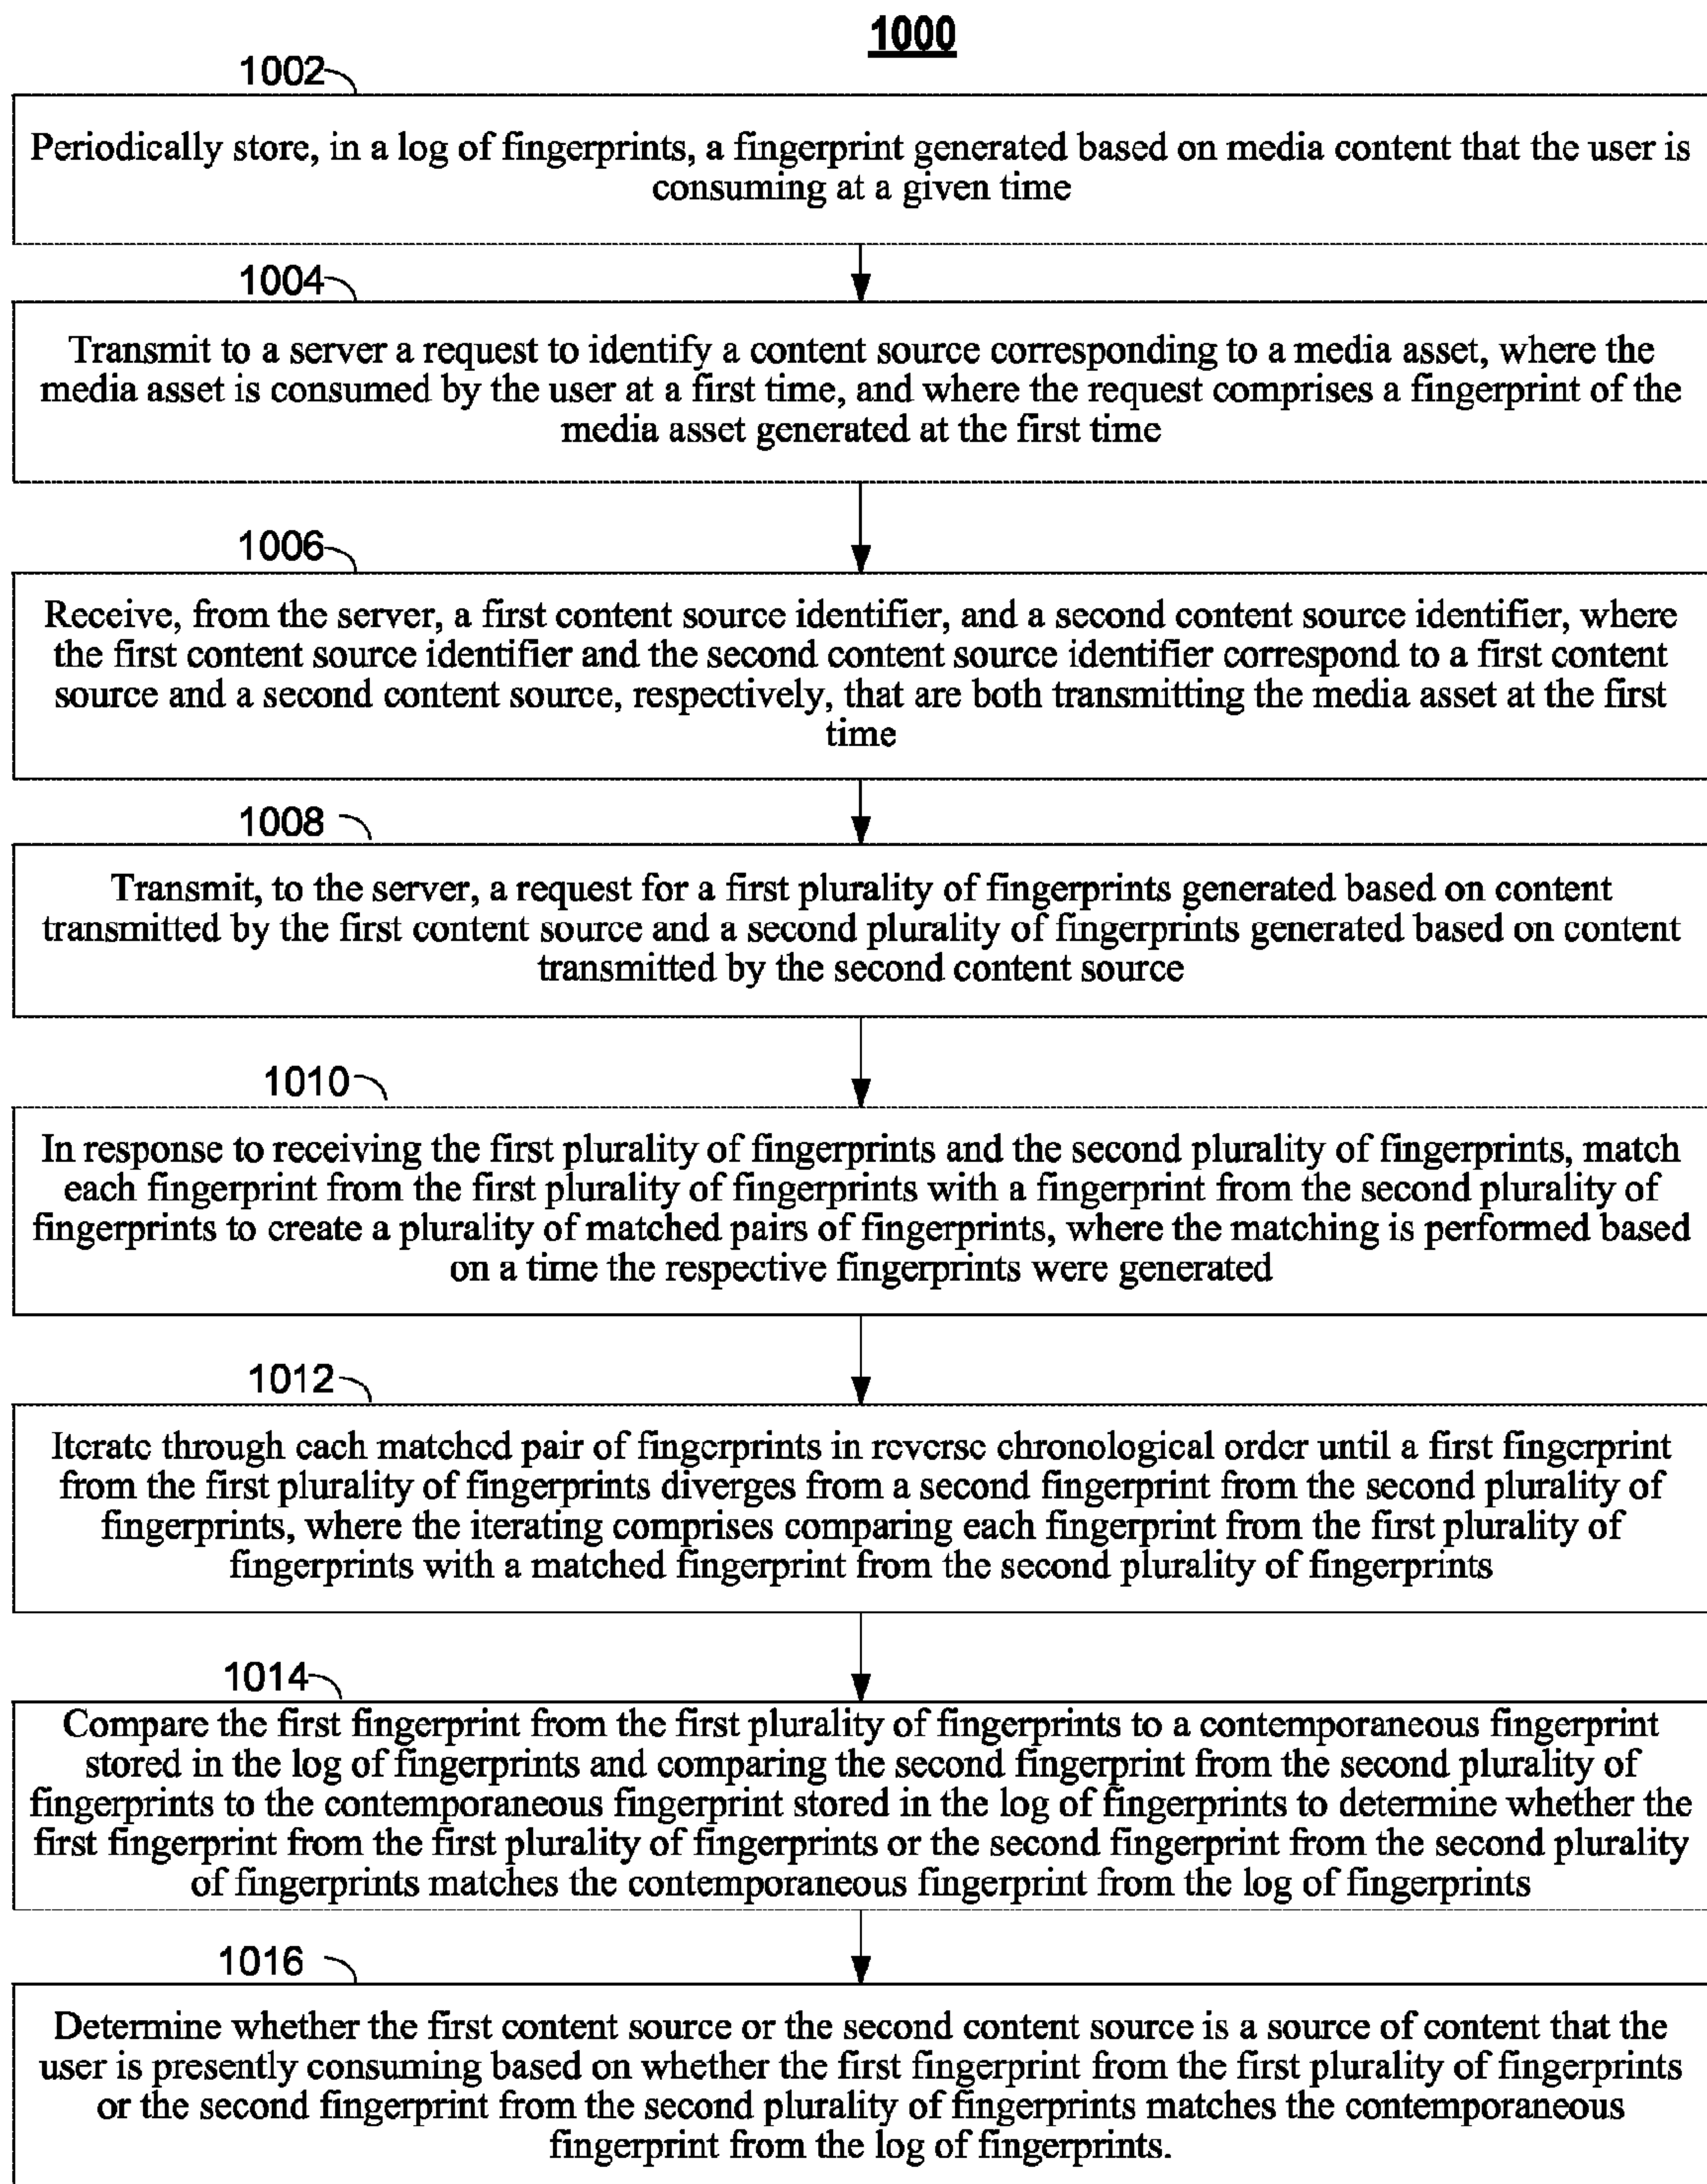 1000
1002
Periodically store, in a log of fingerprints, a fingerprint generated based on media content that the user is
consuming at a given time
1004
Transmit to a server a request to identify a content source corresponding to a media asset, where the
media asset is consumed by the user at a first time, and where the request comprises a fingerprint of the
media asset generated at the first time
1006
Receive, from the server, a first content source identifier, and a second content source identifier, where
the first content source identifier and the second content source identifier correspond to a first content
source and a second content source, respectively, that are both transmitting the media asset at the first
time
1008
Transmit, to the server, a request for a first plurality of fingerprints generated based on content
transmitted by the first content source and a second plurality of fingerprints generated based on content
transmitted by the second content source
1010
In response to receiving the first plurality of fingerprints and the second plurality of fingerprints, match
each fingerprint from the first plurality of fingerprints with a fingerprint from the second plurality of
fingerprints to create a plurality of matched pairs of fingerprints, where the matching is performed based
on a time the respective fingerprints were generated
1012
Iterate through each matched pair of fingerprints in reverse chronological order until a first fingerprint
from the first plurality of fingerprints diverges from a second fingerprint from the second plurality of
fingerprints, where the iterating comprises comparing each fingerprint from the first plurality of
fingerprints with a matched fingerprint from the second plurality of fingerprints
1014
Compare the first fingerprint from the first plurality of fingerprints to a contemporaneous fingerprint
stored in the log of fingerprints and comparing the second fingerprint from the second plurality of
fingerprints to the contemporaneous fingerprint stored in the log of fingerprints to determine whether the
first fingerprint from the first plurality of fingerprints or the second fingerprint from the second plurality
of fingerprints matches the contemporaneous fingerprint from the log of fingerprints
1016
Determine whether the first content source or the second content source is a source of content that the
user is presently consuming based on whether the first fingerprint from the first plurality of fingerprints
or the second fingerprint from the second plurality of fingerprints matches the contemporaneous
fingerprint from the log of fingerprints.